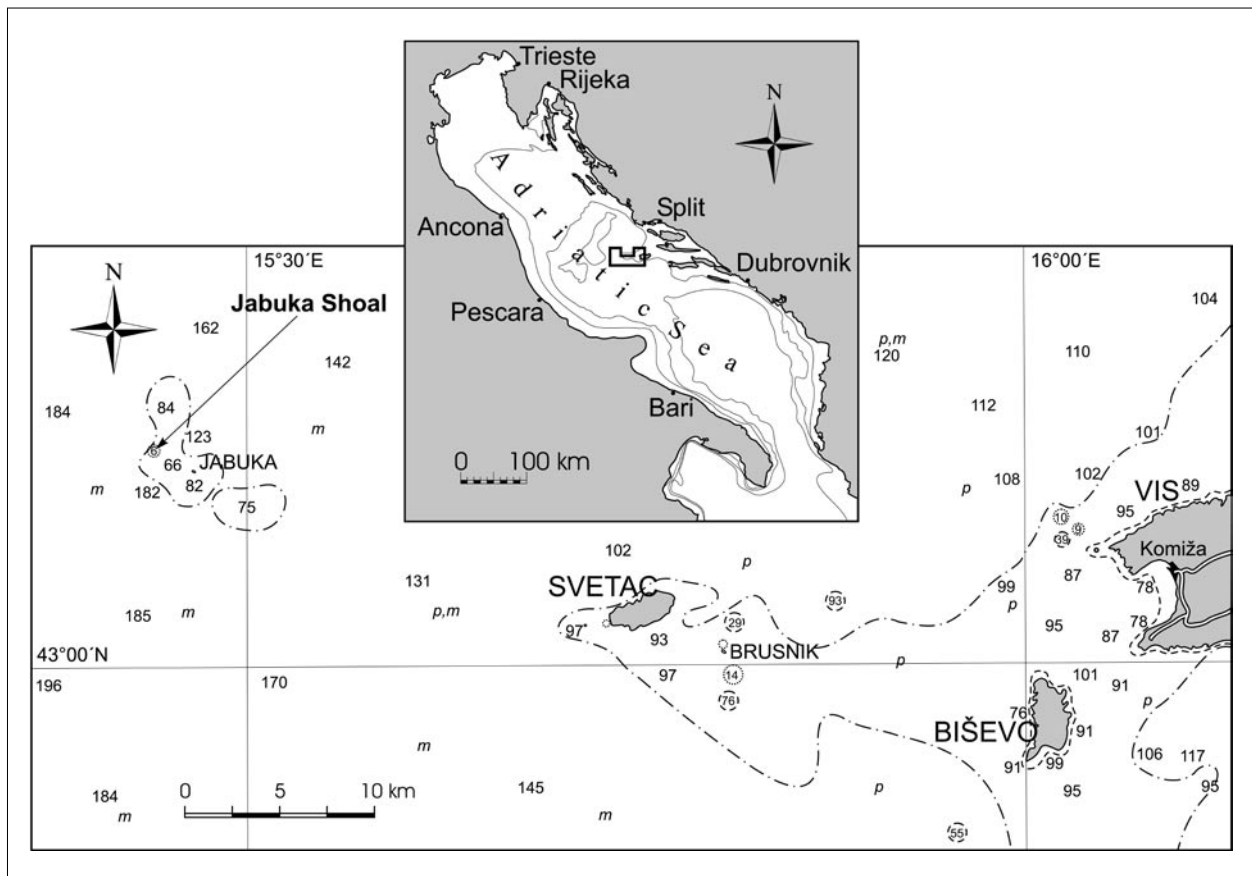 Trieste
Rijeka
N
Adriatic Sea
Split
Ancona
Dubrovnik
Pescara
Bari
0 100 km
15°30´E
16°00´E
N
Jabuka Shoal
104
162
p,m
120
110
142
184
84
112
m
123
101
6
66
JABUKA
108
102
89
m
182
82
p
VIS
95
75
10
9
39
Komiža
102
p
131
SVETAC
99
87
78
p,m
93
p
185
m
29
97
93
95
87
78
BRUSNIK
43°00´N
p
196
170
97
14
101
91
76
p
76
BIŠEVO
91
m
106
117
91
99
0 5 10 km
184
145
p
95
95
m
m
55